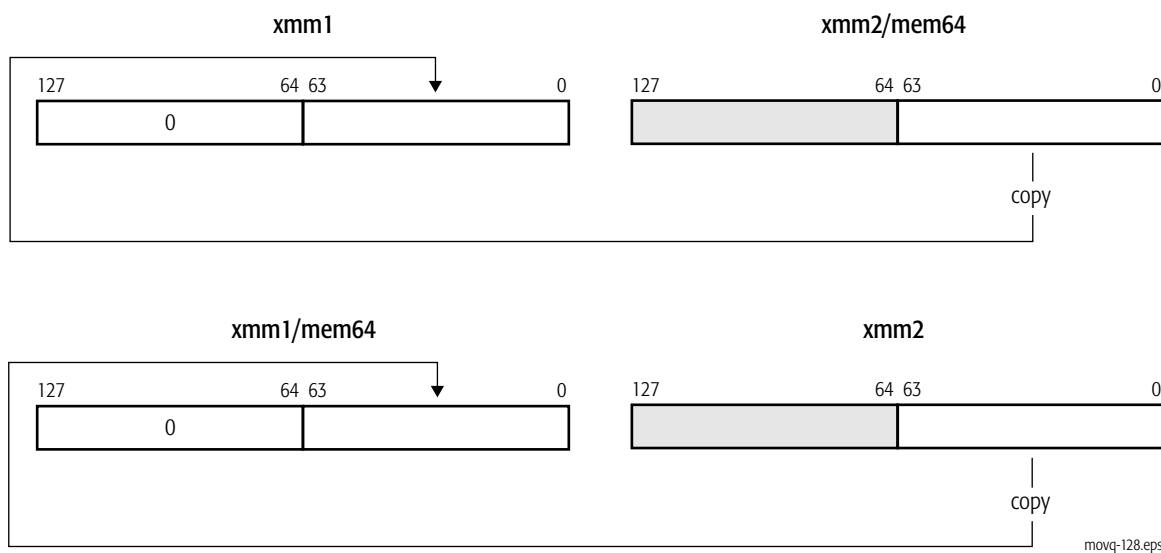 xmm1 xmm2/mem64
127 64 63 0 127 64 63 0
0
copy
xmm1/mem64 xmm2
127 64 63 0 127 64 63 0
0
copy
movq-128.eps